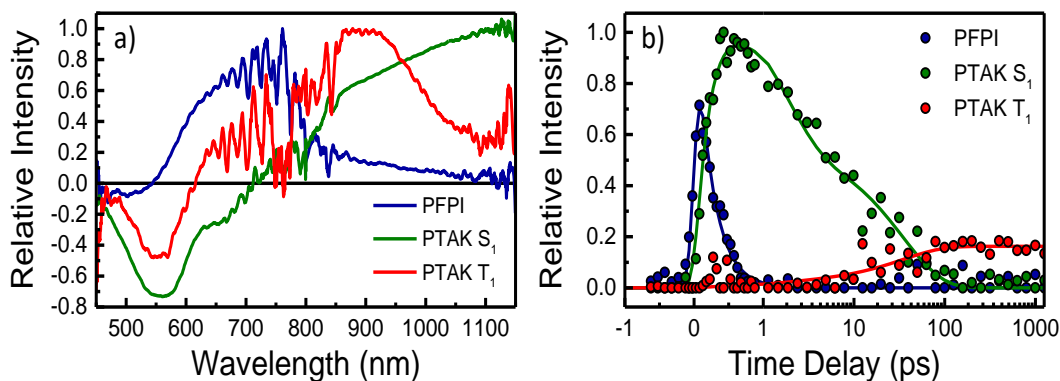 a)
Relative Intensity
1.0
0.8
0.6
0.4
0.2
0.0
-0.2
-0.4
-0.6
-0.8
PFPI
PTAK S1
PTAK T1
500 600 700 800 900 1000 1100
Wavelength (nm)
b)
Relative Intensity
1.0
0.8
0.6
0.4
0.2
0.0
PFPI
PTAK S1
PTAK T1
-1 0 1 10 100 1000
Time Delay (ps)